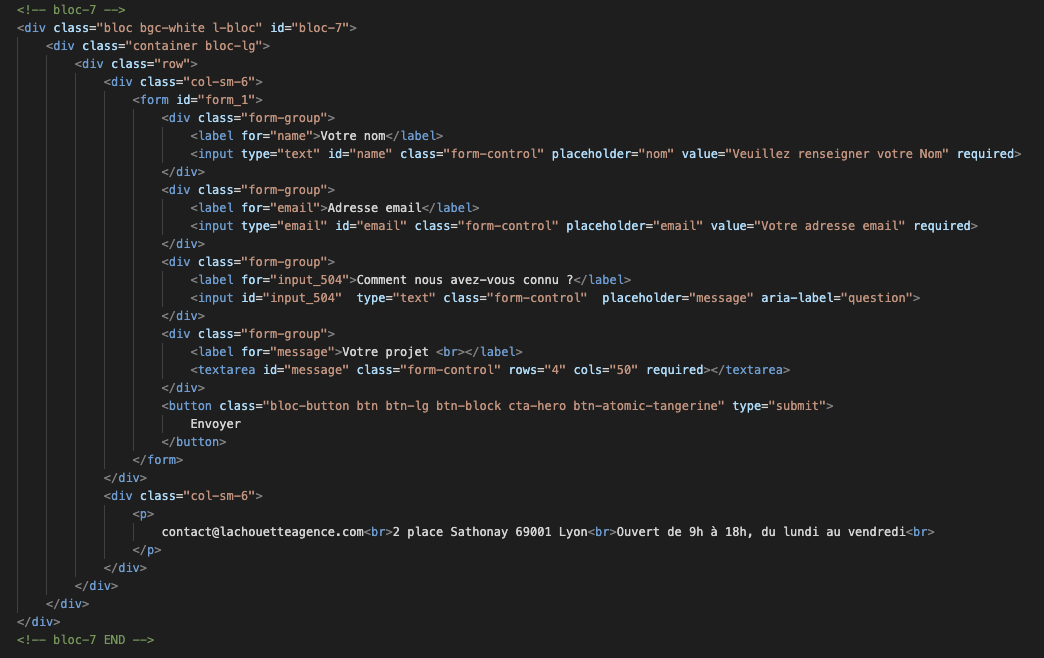 <!-- bloc-7 -->
<div class="bloc bgc-white l-bloc" id="bloc-7">
<div class="container bloc-lg">
<div class="row">
<div class="col-sm-6">
<form id="form_1">
<div class="form-group">
<label for="name">Votre nom</label>
<input type="text" id="name" class="form-control" placeholder="nom" value="Veuillez renseigner votre Nom" required>
</div>
<div class="form-group">
<label for="email">Adresse email</label>
<input type="email" id="email" class="form-control" placeholder="email" value="Votre adresse email" required>
</div>
<div class="form-group">
<label for="input_504">Comment nous avez-vous connu ?</label>
<input id="input_504"  type="text" class="form-control"  placeholder="message" aria-label="question">
</div>
<div class="form-group">
<label for="message">Votre projet <br></label>
<textarea id="message" class="form-control" rows="4" cols="50" required></textarea>
</div>
<button class="bloc-button btn btn-lg btn-block cta-hero btn-atomic-tangerine" type="submit">
Envoyer
</button>
</form>
</div>
<div class="col-sm-6">
<p>
contact@lachouetteagence.com<br>2 place Sathonay 69001 Lyon<br>Ouvert de 9h à 18h, du lundi au vendredi<br>
</p>
</div>
</div>
</div>
</div>
<!-- bloc-7 END -->